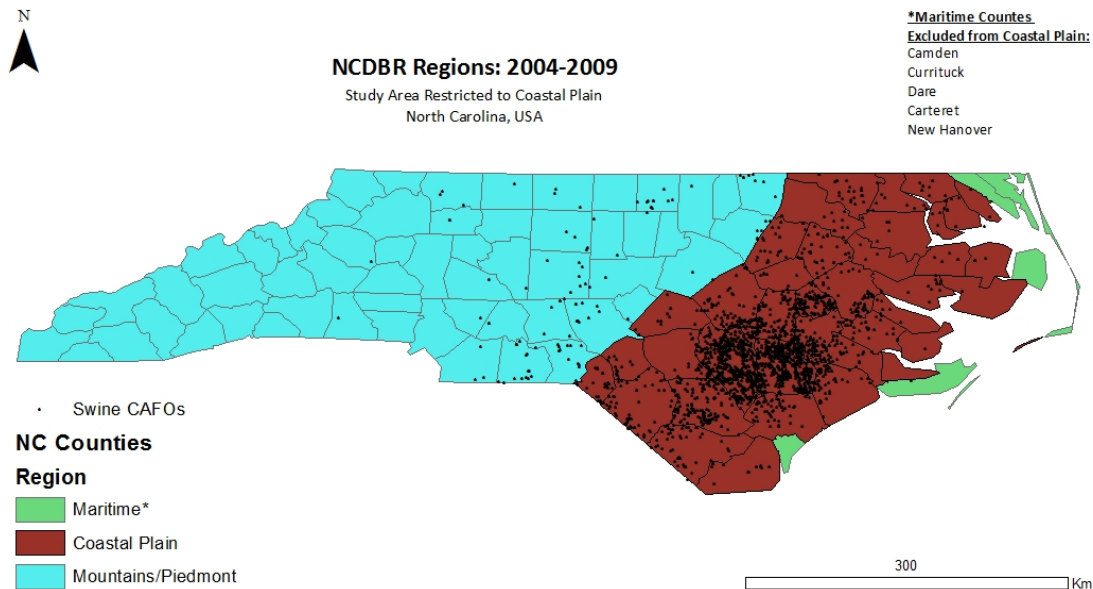 N
NCDBR Regions: 2004-2009
Study Area Restricted to Coastal Plain
North Carolina, USA
*Maritime Countes
Excluded from Coastal Plain:
Camden
Currituck
Dare
Carteret
New Hanover
Swine CAFOs
NC Counties
Region
Maritime*
Coastal Plain
Mountains/Piedmont
300
Km